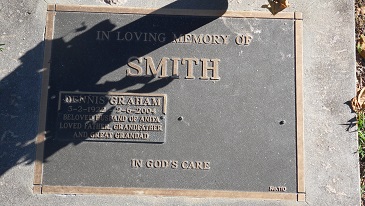 IN LOVING MEMORY OF
SMITH
DENNIS GRAHAM
BELOVED HUSBAND OF ANITA
LOVED FATHER, GRANDFATHER
AND GREAT GRANDAD
IN GOD'S CARE